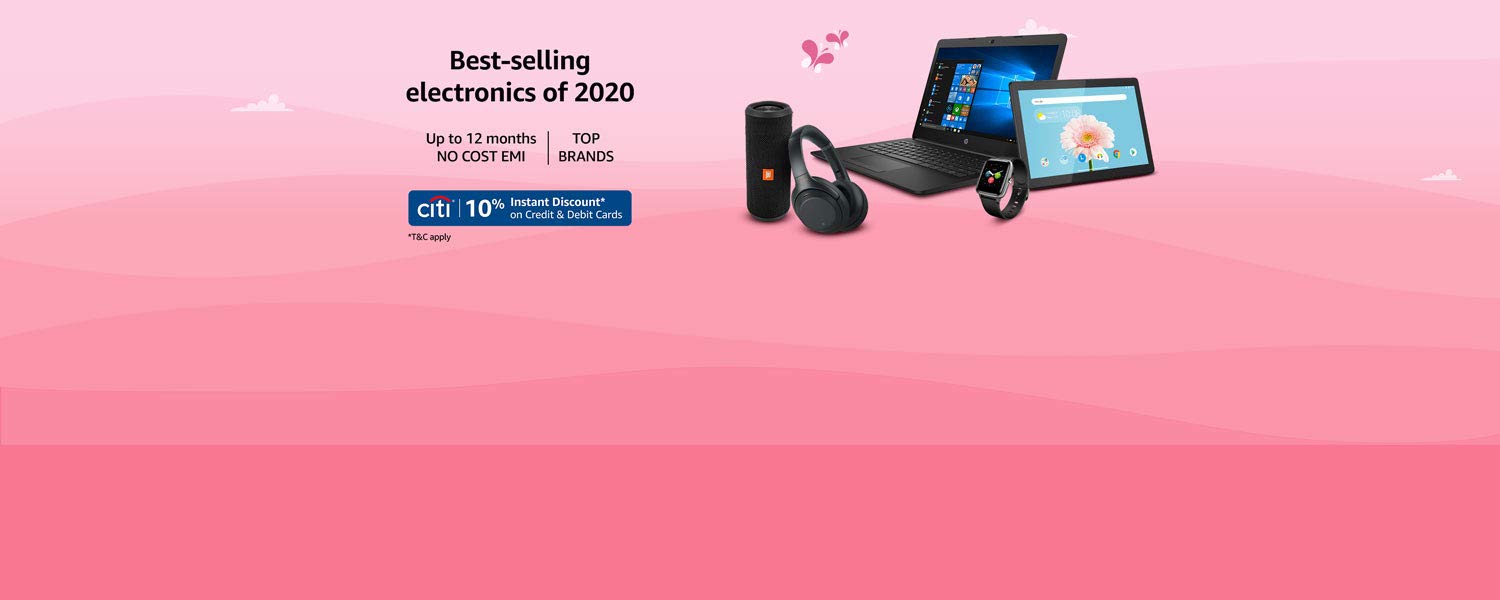 Best-selling
electronics of 2020
Up to 12 months
NO COST EMI
TOP
BRANDS
citi
10%
Instant Discount*
on Credit & Debit Cards
*T&C apply